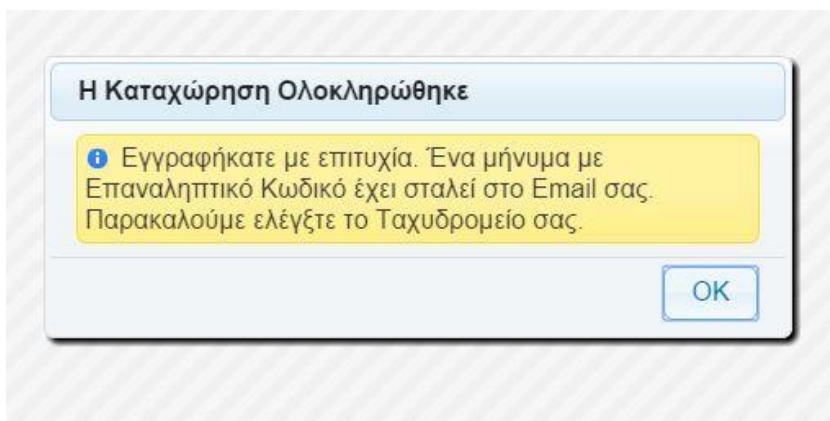 Η Καταχώρηση Ολοκληρώθηκε
Εγγραφήκατε με επιτυχία. Ένα μήνυμα με
Επαναληπτικό Κωδικό έχει σταλεί στο Email σας.
Παρακαλούμε ελέγξτε το Ταχυδρομείο σας.
OK